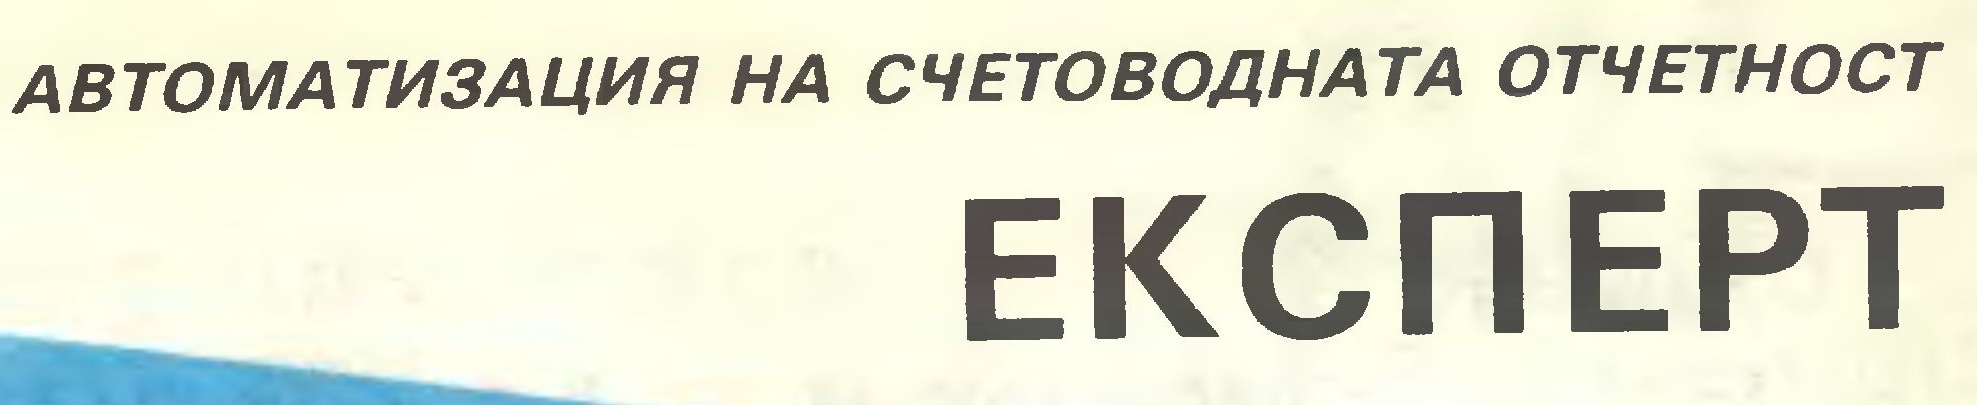 АВТОМАТИЗАЦИЯ НА СЧЕТОВОДНАТА ОТЧЕТНОСТ
ЕКСПЕРТ